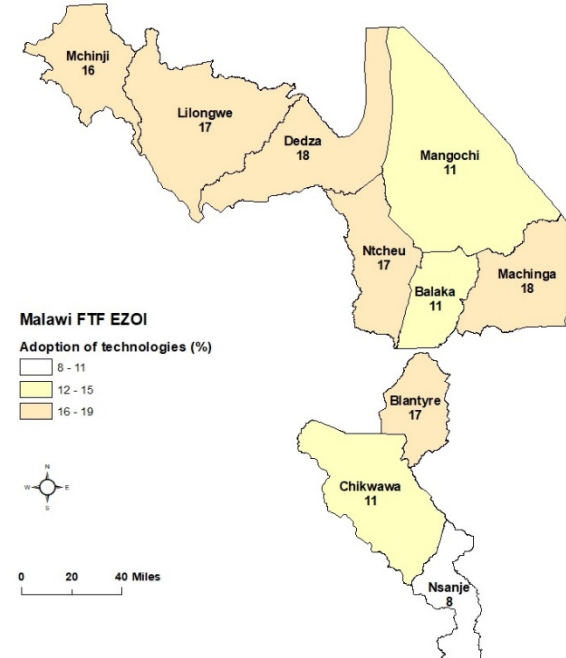 Mchinji
16
Lilongwe
17
Dedza
18
Mangochi
11
Ntcheu
17
Machinga
18
Balaka
11
Malawi FTF EZOI
Adoption of technologies (%)
8 - 11
12 - 15
16 - 19
Blantyre
17
Chikwawa
11
N
W E
S
Nsanje
8
0 20 40 Miles